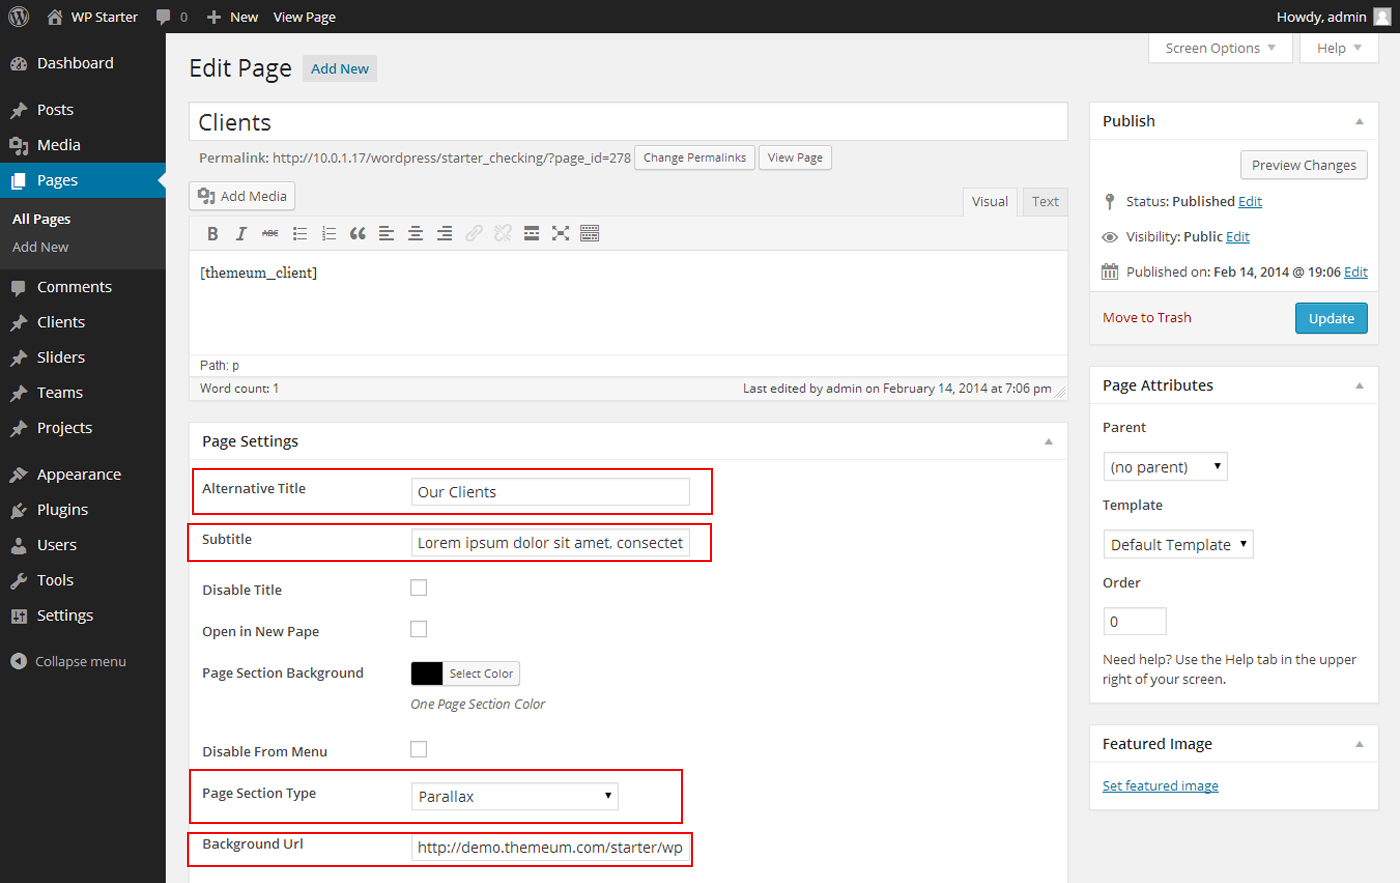 WP Starter 0 New View Page Howdy, admin
Screen Options Help
Dashboard
Posts
Media
Pages
All Pages
Add New
Comments
Clients
Sliders
Teams
Projects
Appearance
Plugins
Users
Tools
Settings
Collapse menu
Edit Page Add New
Clients
Permalink: http://10.0.1.17/wordpress/starter_checking/?page_id=278 Change Permalinks View Page
Add Media Visual Text
B I ABC
[themeum_client]
Path: p
Word count: 1 Last edited by admin on February 14, 2014 at 7:06 pm
Page Settings
Alternative Title Our Clients
Subtitle Lorem ipsum dolor sit amet, consectet
Disable Title
Open in New Pape
Page Section Background Select Color
One Page Section Color
Disable From Menu
Page Section Type Parallax
Background Url http://demo.themeum.com/starter/wp
Publish
Preview Changes
Status: Published Edit
Visibility: Public Edit
Published on: Feb 14, 2014 @ 19:06 Edit
Move to Trash Update
Page Attributes
Parent
(no parent)
Template
Default Template
Order
0
Need help? Use the Help tab in the upper
right of your screen.
Featured Image
Set featured image